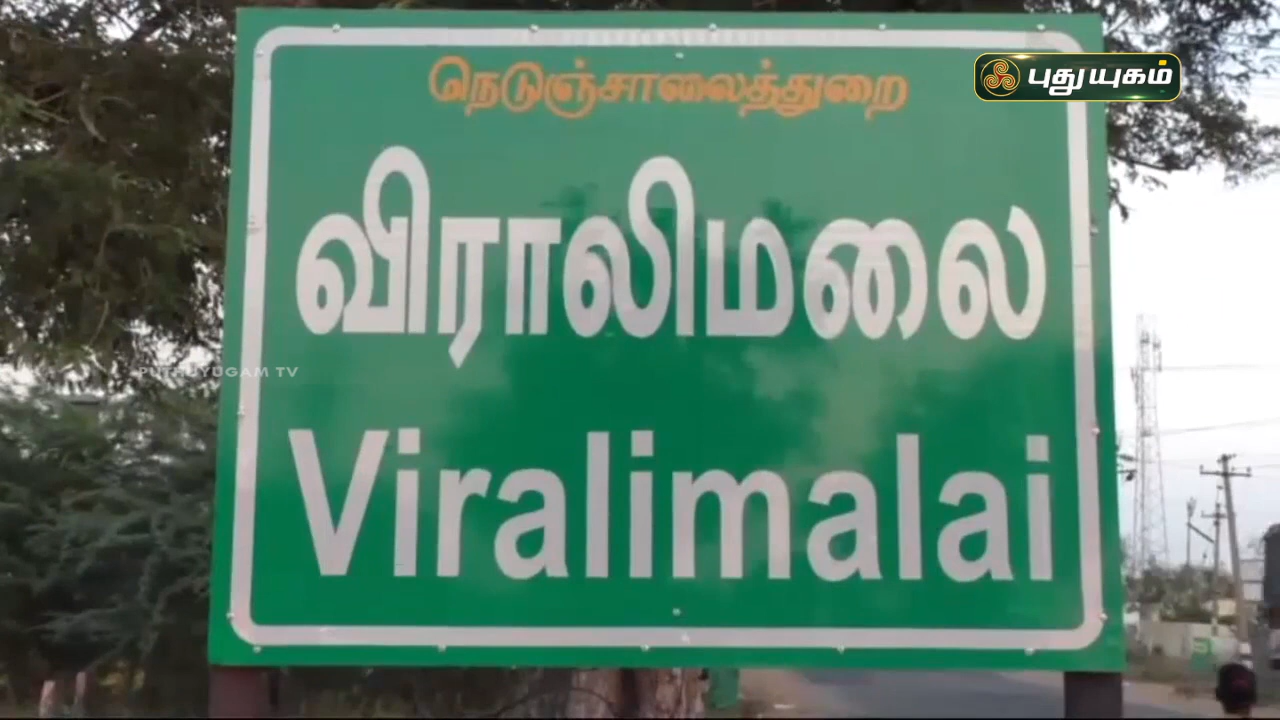 நெடுஞ்சாலைத்துறை
புதுயுகம்
விராலிமலை
PUTHUYUGAM TV
Viralimalai